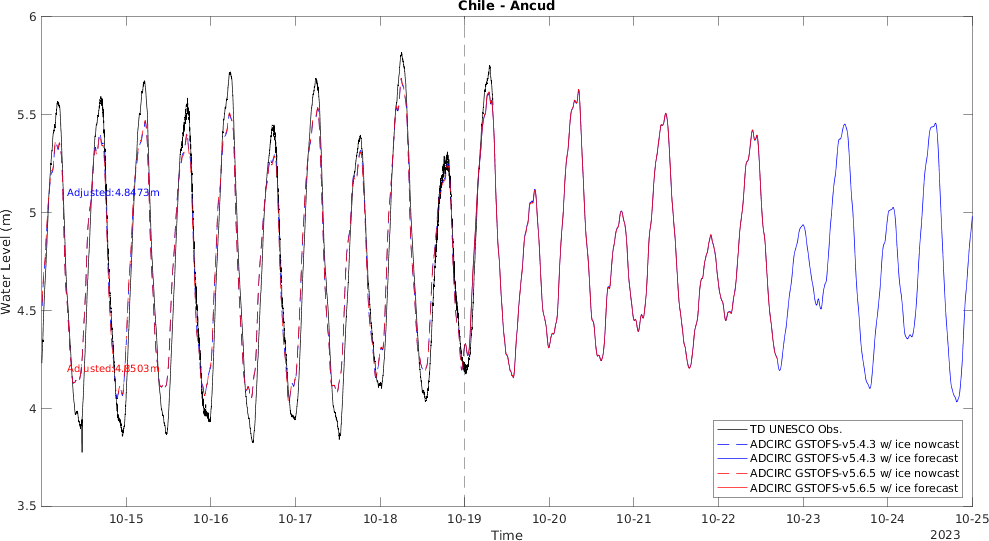 Chile - Ancud
6
5.5
5
4.5
4
3.5
Water Level (m)
Adjusted:4.8473m
Adjusted:4.8503m
TD UNESCO Obs.
ADCIRC GSTOFS-v5.4.3 w/ ice nowcast
ADCIRC GSTOFS-v5.4.3 w/ ice forecast
ADCIRC GSTOFS-v5.6.5 w/ ice nowcast
ADCIRC GSTOFS-v5.6.5 w/ ice forecast
10-15 10-16 10-17 10-18 10-19 10-20 10-21 10-22 10-23 10-24 10-25
Time
2023